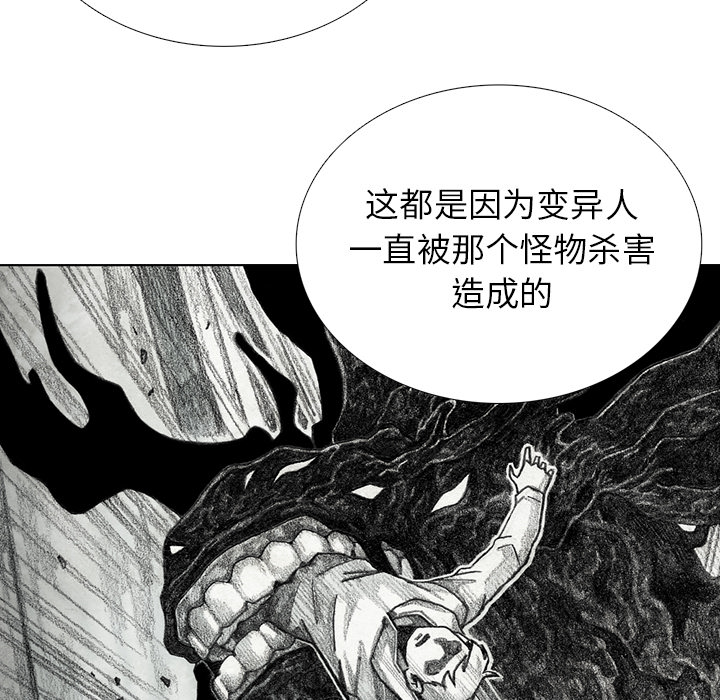 这都是因为变异人
一直被那个怪物杀害
造成的